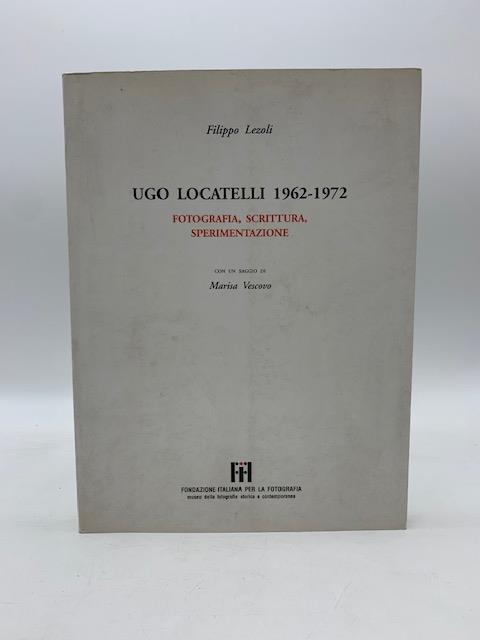 Filippo Lezoli
UGO LOCATELLI 1962-1972
FOTOGRAFIA, SCRITTURA,
SPERIMENTAZIONE
CON UN SAGGIO DI
Marisa Vescovo
FONDAZIONE ITALIANA PER LA FOTOGRAFIA
museo della fotografia storica e contemporanea